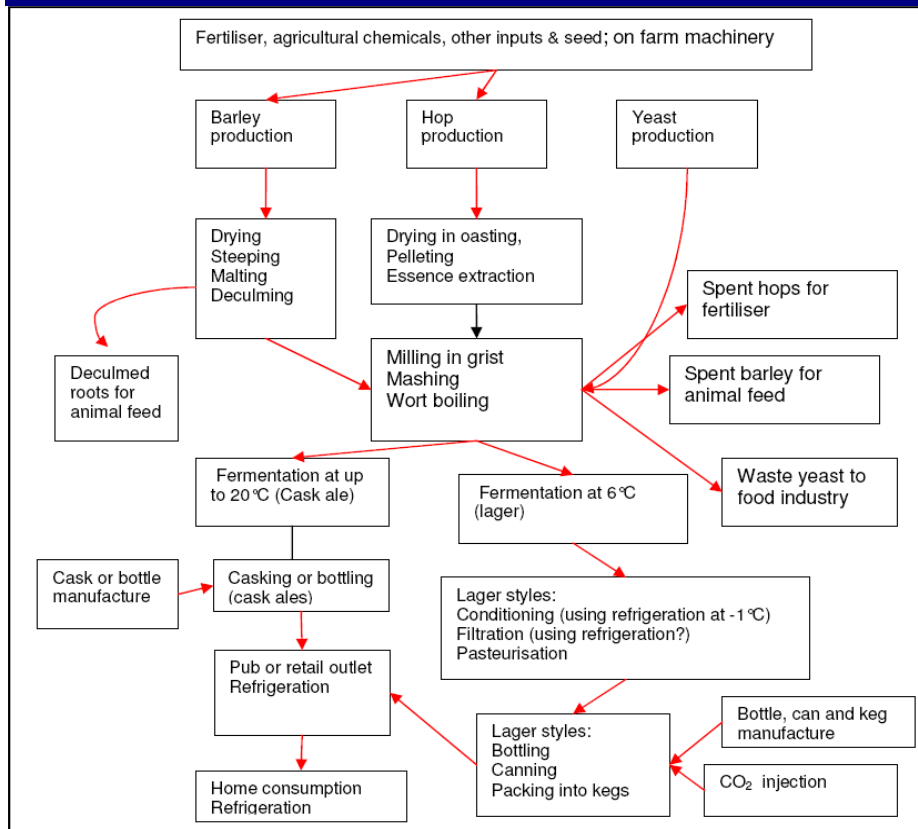 Fertiliser, agricultural chemicals, other inputs & seed; on farm machinery
Barley
production
Hop
production
Yeast
production
Drying
Steeping
Malting
Deculming
Drying in oasting,
Pelleting
Essence extraction
Spent hops for
fertiliser
Deculmed
roots for
animal feed
Milling in grist
Mashing
Wort boiling
Spent barley for
animal feed
Waste yeast to
food industry
Fermentation at up
to 20°C (Cask ale)
Fermentation at 6°C
(lager)
Cask or bottle
manufacture
Casking or bottling
(cask ales)
Lager styles:
Conditioning (using refrigeration at -1°C)
Filtration (using refrigeration?)
Pasteurisation
Pub or retail outlet
Refrigeration
Lager styles:
Bottling
Canning
Packing into kegs
Bottle, can and keg
manufacture
CO₂ injection
Home consumption
Refrigeration